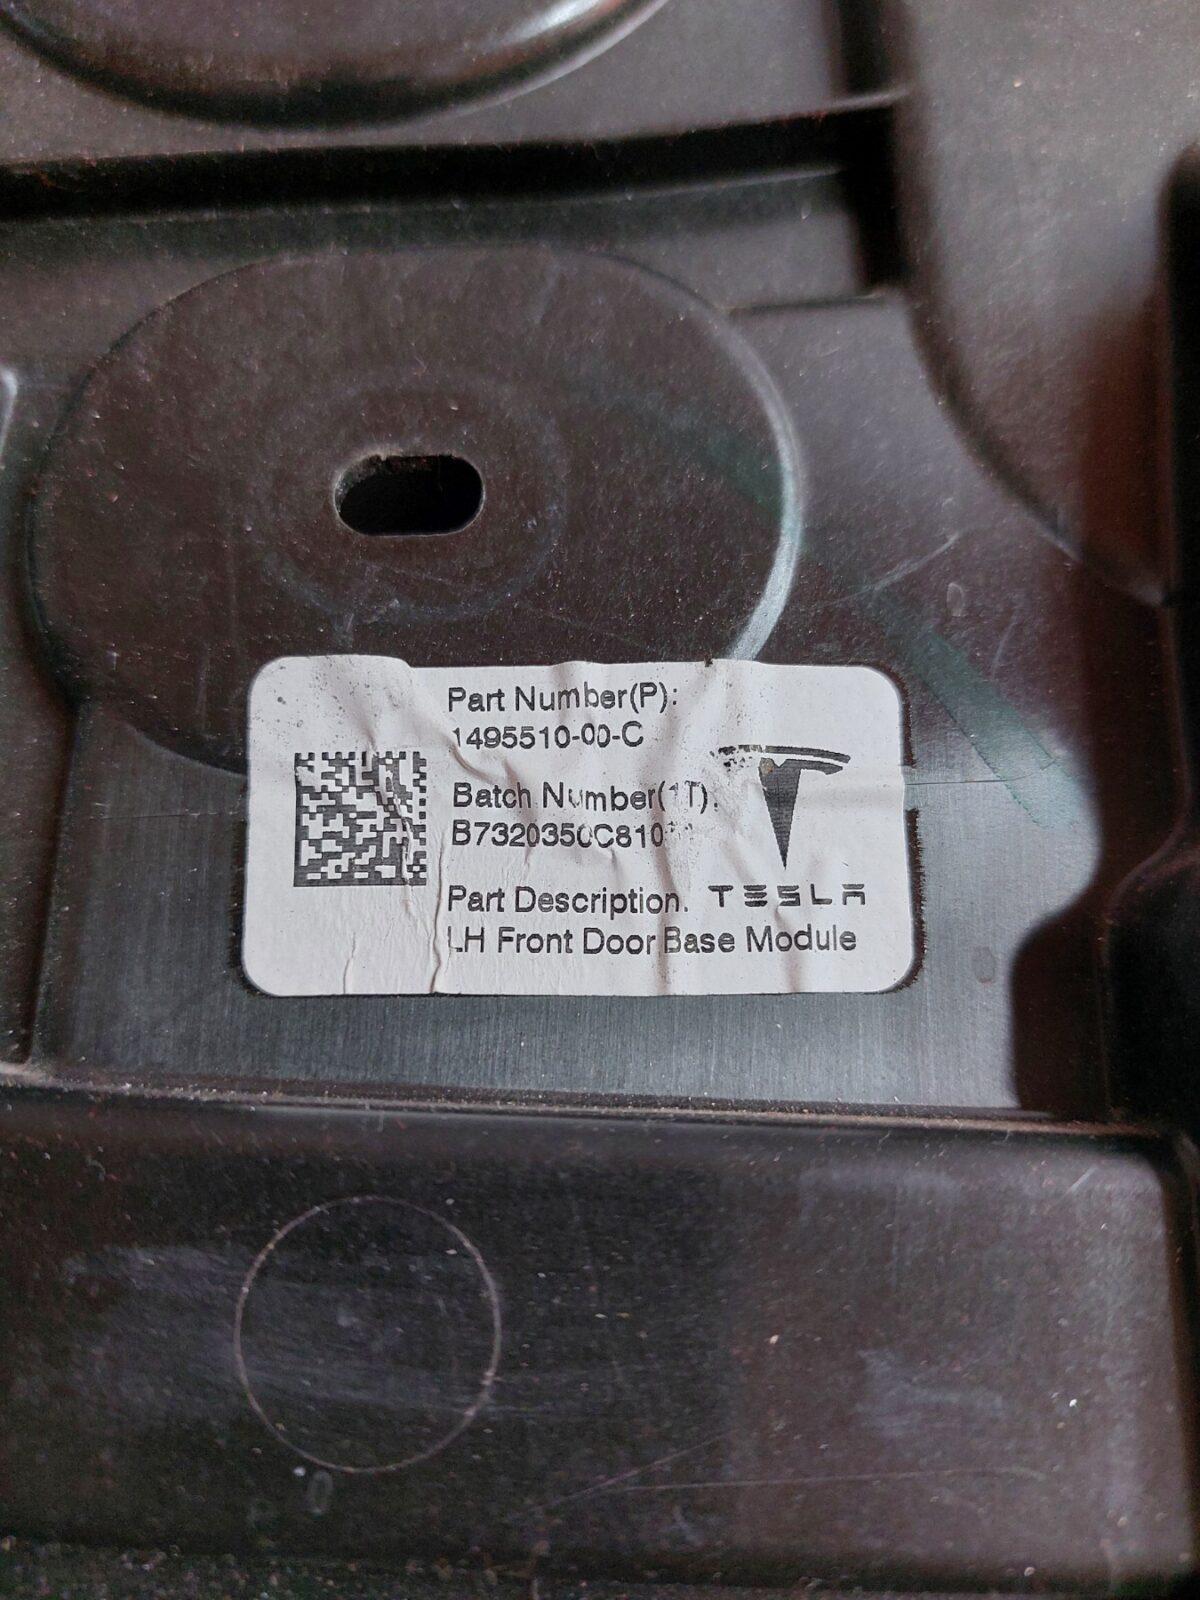 Part Number(P):
1495510-00-C
Batch Number(1T):
Part Description:
TESLA
LH Front Door Base Module